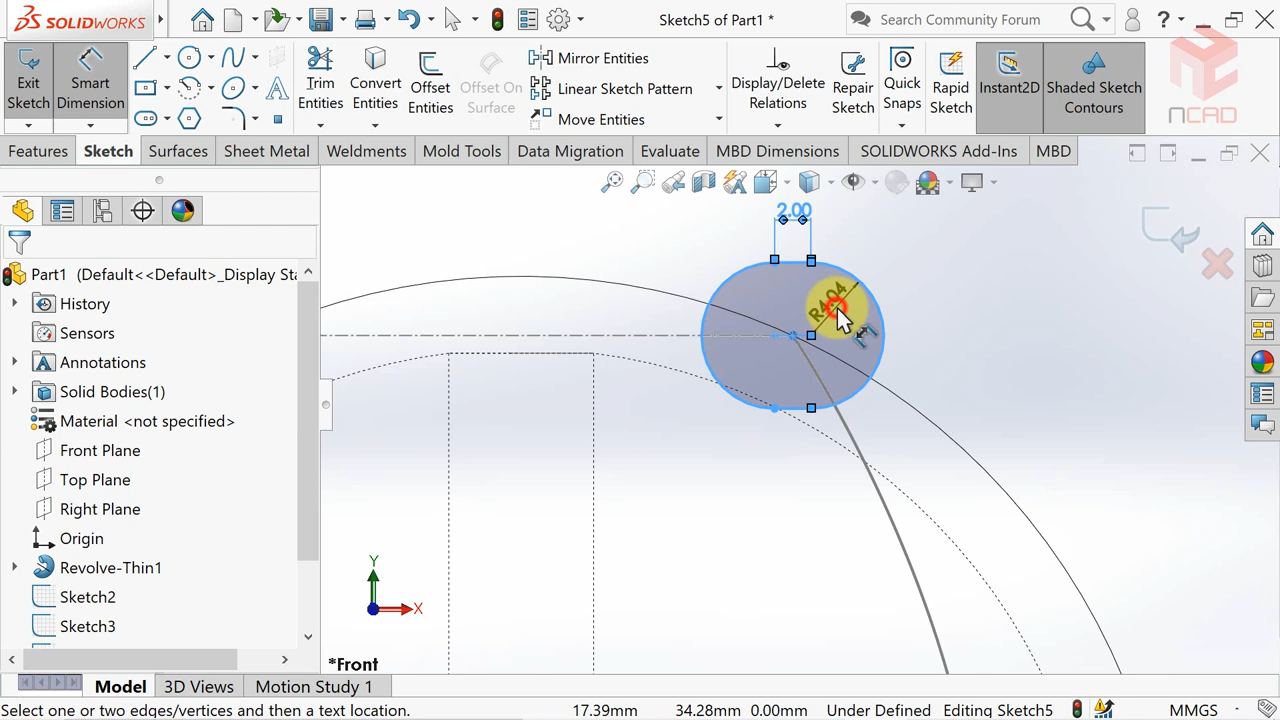 SOLIDWORKS
Sketch5 of Part1 *
Search Community Forum
?
Exit Sketch
Smart Dimension
Trim Entities
Convert Entities
Offset Entities
Offset On Surface
Mirror Entities
Linear Sketch Pattern
Move Entities
Display/Delete Relations
Repair Sketch
Quick Snaps
Rapid Sketch
Instant2D
Shaded Sketch Contours
NCAD
Features
Sketch
Surfaces
Sheet Metal
Weldments
Mold Tools
Data Migration
Evaluate
MBD Dimensions
SOLIDWORKS Add-Ins
MBD
Part1 (Default<<Default>_Display Sta
History
Sensors
Annotations
Solid Bodies(1)
Material <not specified>
Front Plane
Top Plane
Right Plane
Origin
Revolve-Thin1
Sketch2
Sketch3
2.00
R4.04
Y
X
*Front
Model
3D Views
Motion Study 1
Select one or two edges/vertices and then a text location.
17.39mm
34.28mm
0.00mm
Under Defined
Editing Sketch5
MMGS